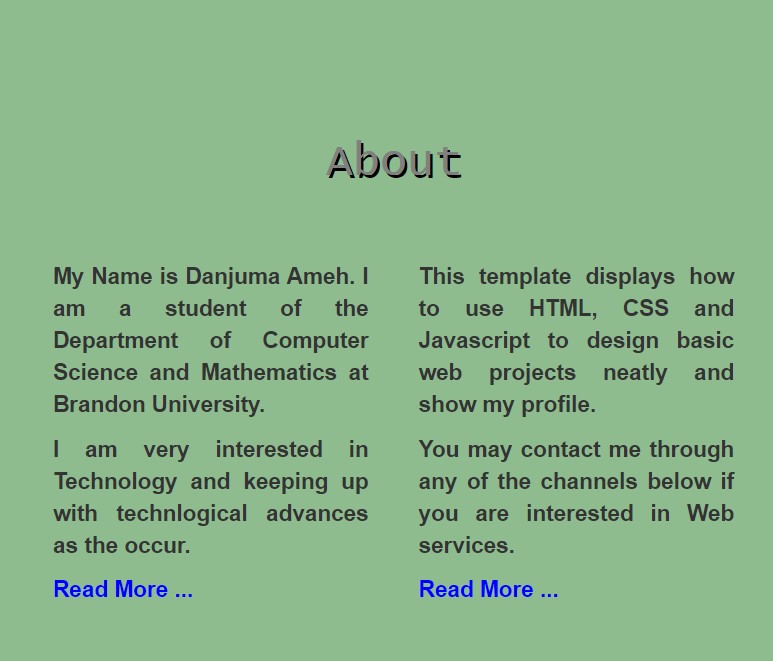 About
My Name is Danjuma Ameh. I
am a student of the
Department of Computer
Science and Mathematics at
Brandon University.
I am very interested in
Technology and keeping up
with technlogical advances
as the occur.
Read More ...
This template displays how
to use HTML, CSS and
Javascript to design basic
web projects neatly and
show my profile.
You may contact me through
any of the channels below if
you are interested in Web
services.
Read More ...